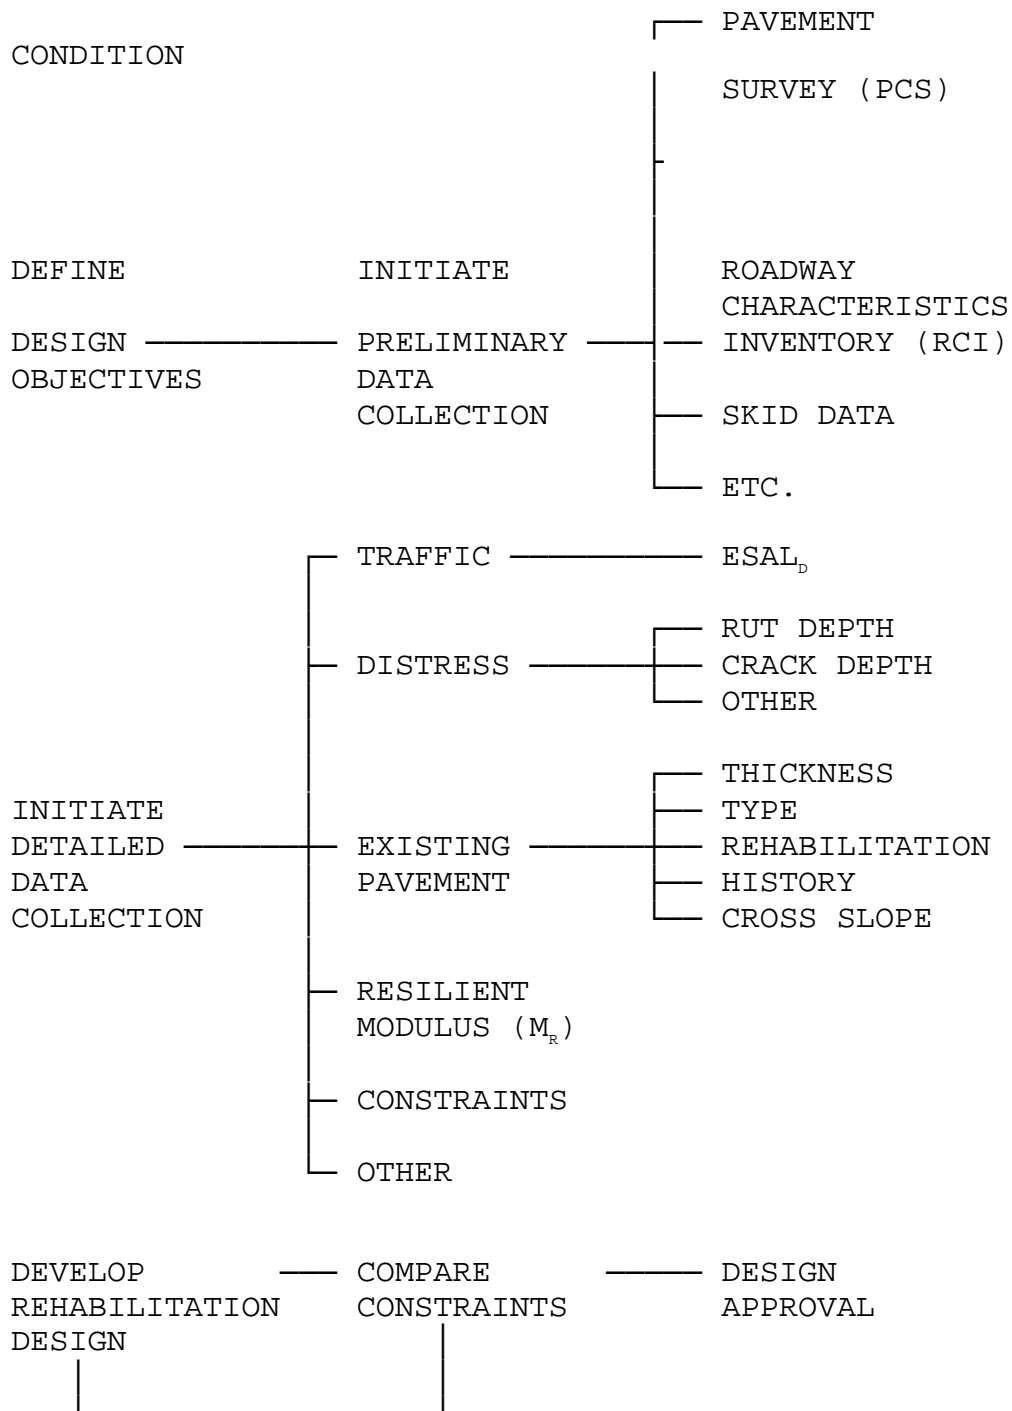 PAVEMENT
CONDITION
SURVEY (PCS)
DEFINE INITIATE ROADWAY
CHARACTERISTICS
DESIGN PRELIMINARY INVENTORY (RCI)
OBJECTIVES DATA
COLLECTION SKID DATA
ETC.
TRAFFIC ESAL_D
RUT DEPTH
DISTRESS CRACK DEPTH
OTHER
THICKNESS
INITIATE TYPE
DETAILED EXISTING REHABILITATION
DATA PAVEMENT HISTORY
COLLECTION CROSS SLOPE
RESILIENT
MODULUS (M_R)
CONSTRAINTS
OTHER
DEVELOP COMPARE DESIGN
REHABILITATION CONSTRAINTS APPROVAL
DESIGN